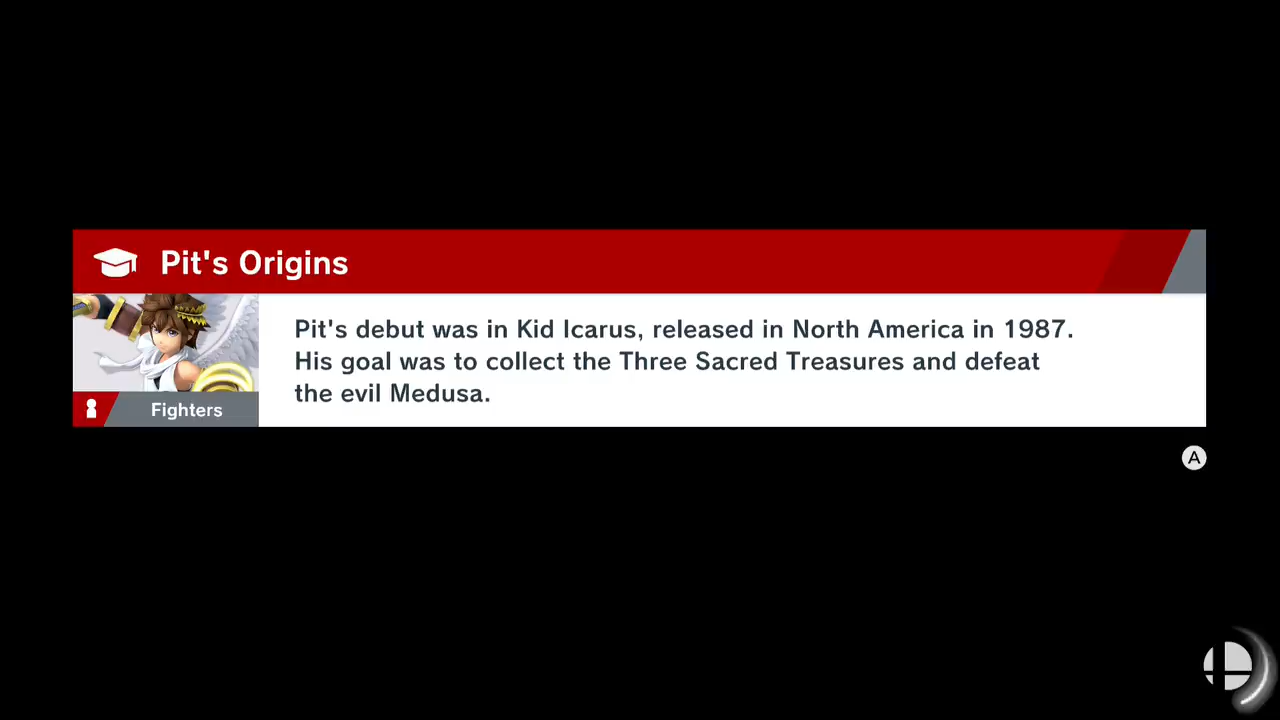 Pit's Origins
Pit's debut was in Kid Icarus, released in North America in 1987.
His goal was to collect the Three Sacred Treasures and defeat
the evil Medusa.
Fighters
A